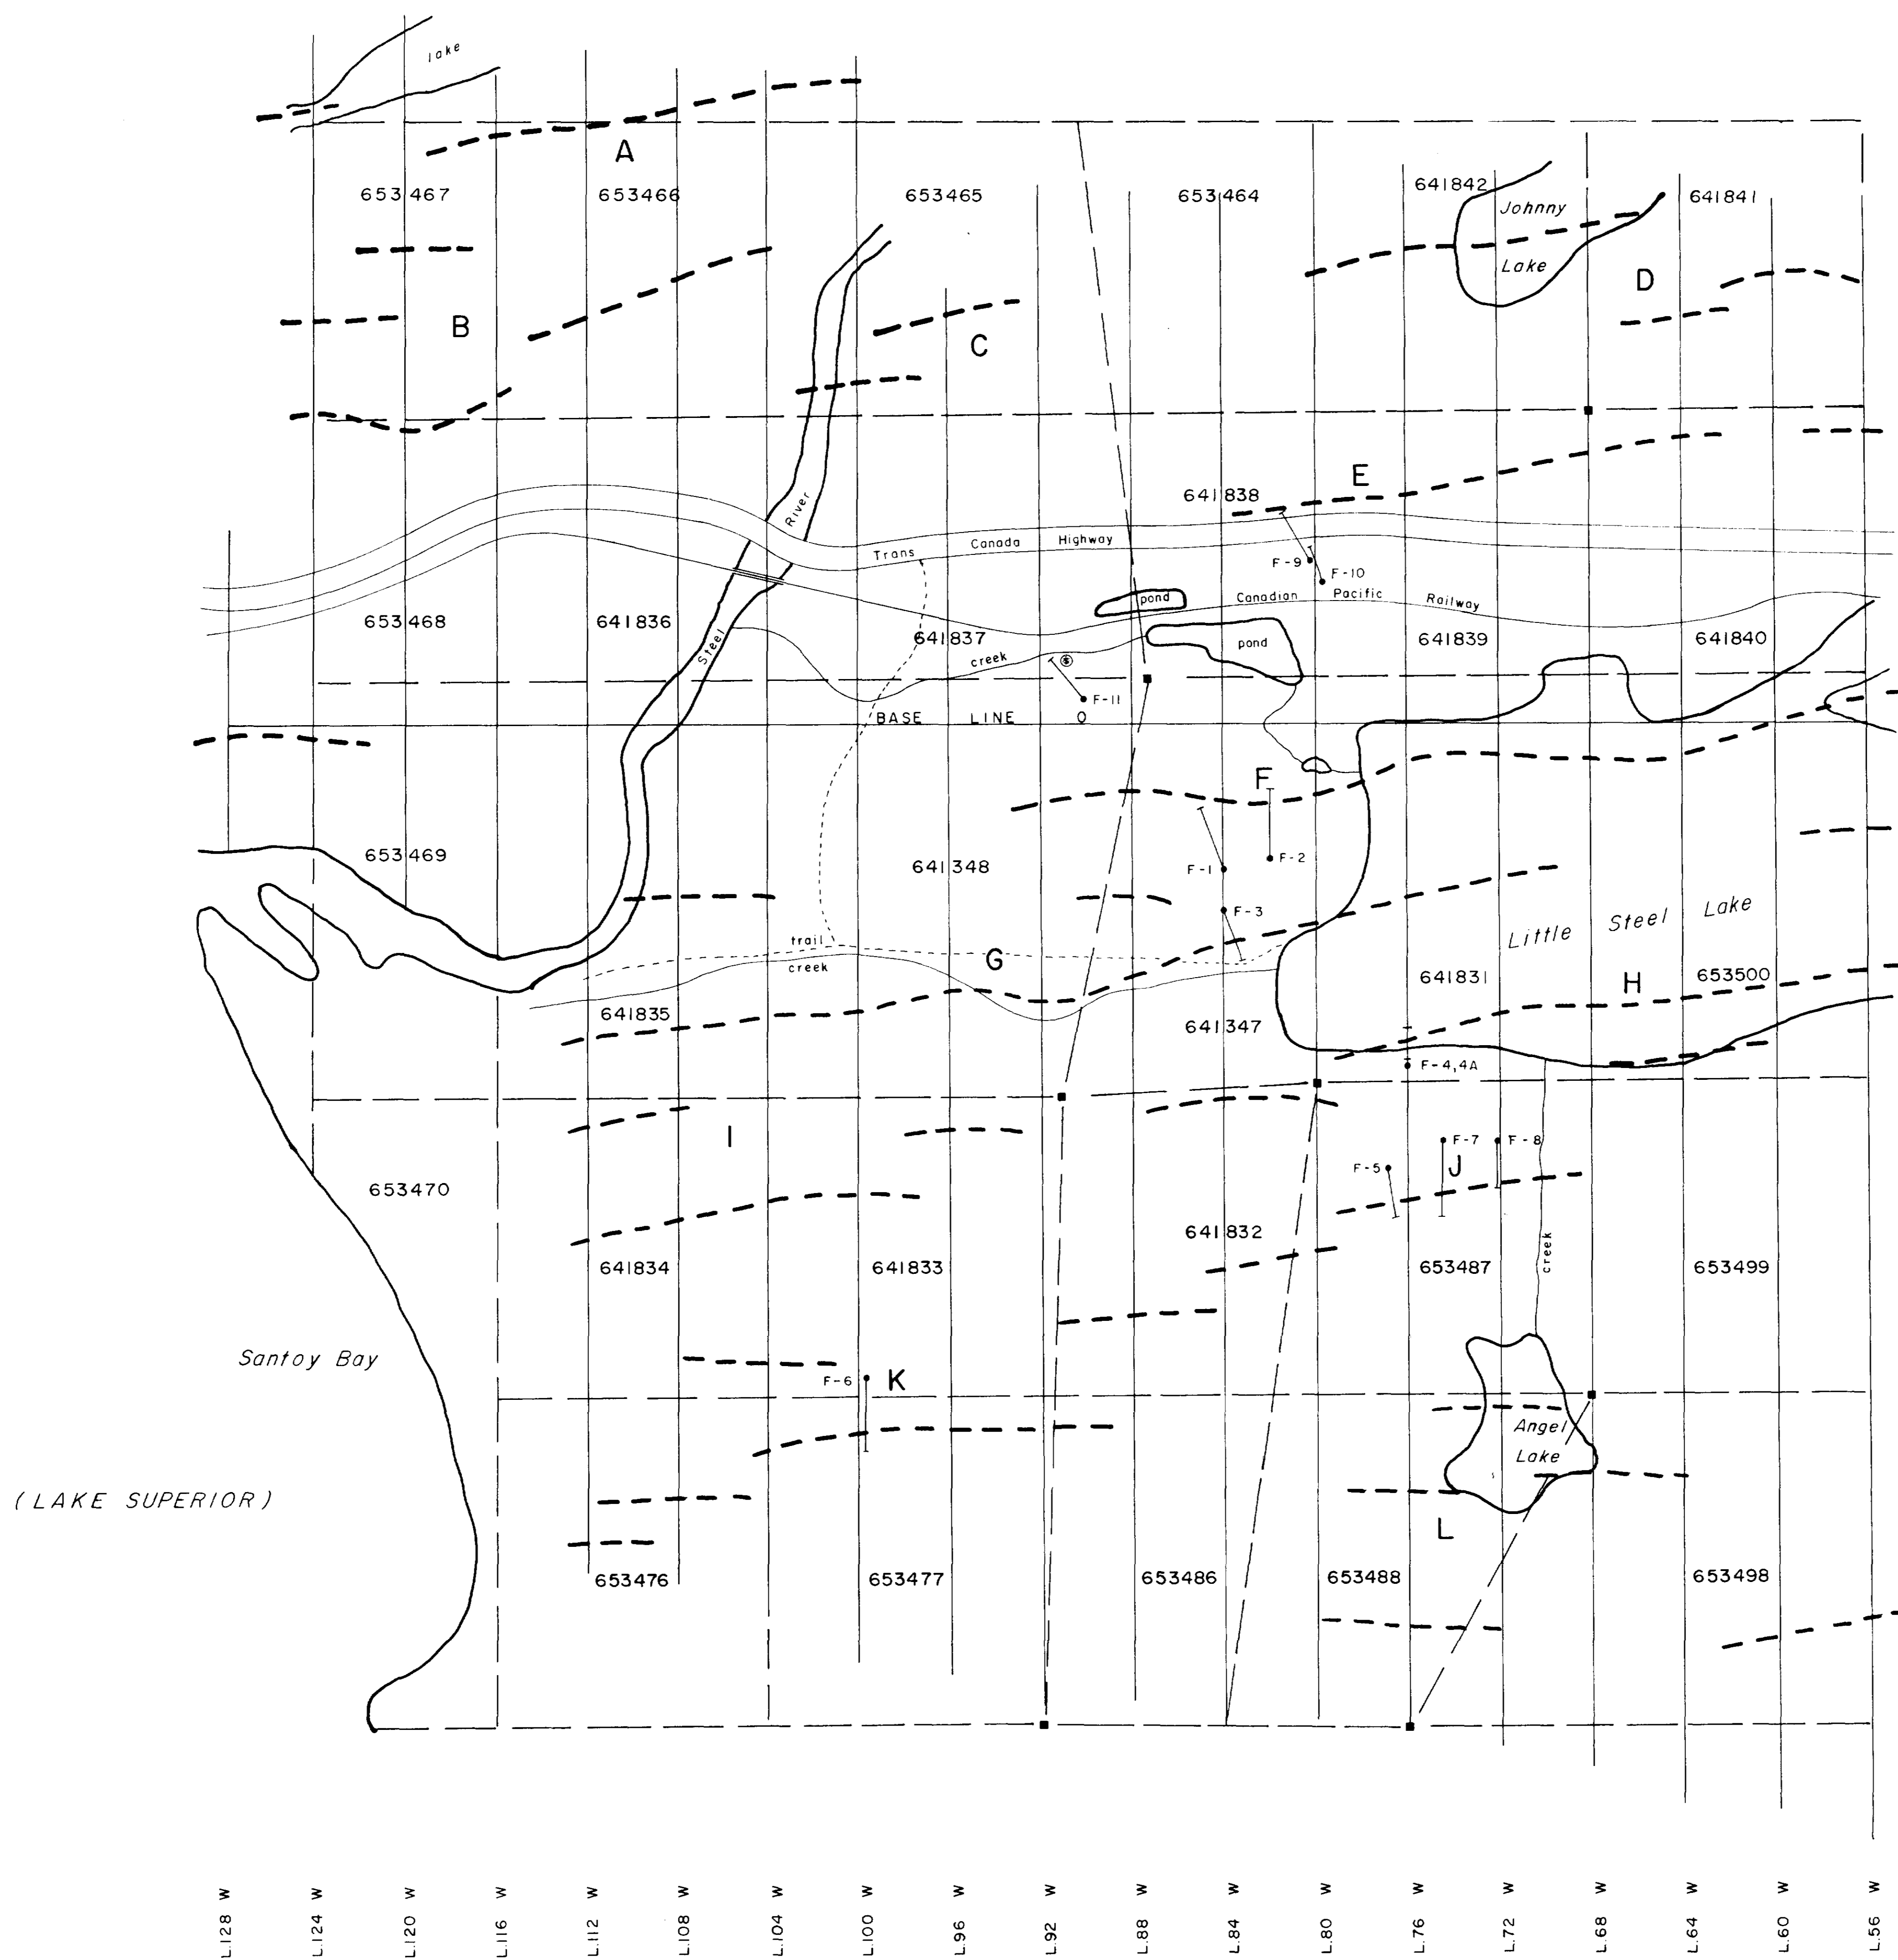 lake
A
653467
653466
653465
653464
641842
641841
Johnny
Lake
D
B
C
E
641838
River
Trans Canada Highway
F-9
F-10
pond
Canadian Pacific Railway
653468
641836
641837
641839
641840
pond
Steel
creek
$
F-11
BASE LINE O
F
653469
641348
F-1
F-2
F-3
Little Steel Lake
trail
creek
G
641831
H
653500
641835
641347
F-4,4A
I
F-7
F-8
F-5
J
653470
641832
creek
641834
641833
653487
653499
Santoy Bay
F-6
K
Angel
Lake
(LAKE SUPERIOR)
L
653476
653477
653486
653488
653498
L.128 W
L.124 W
L.120 W
L.116 W
L.112 W
L.108 W
L.104 W
L.100 W
L.96 W
L.92 W
L.88 W
L.84 W
L.80 W
L.76 W
L.72 W
L.68 W
L.64 W
L.60 W
L.56 W